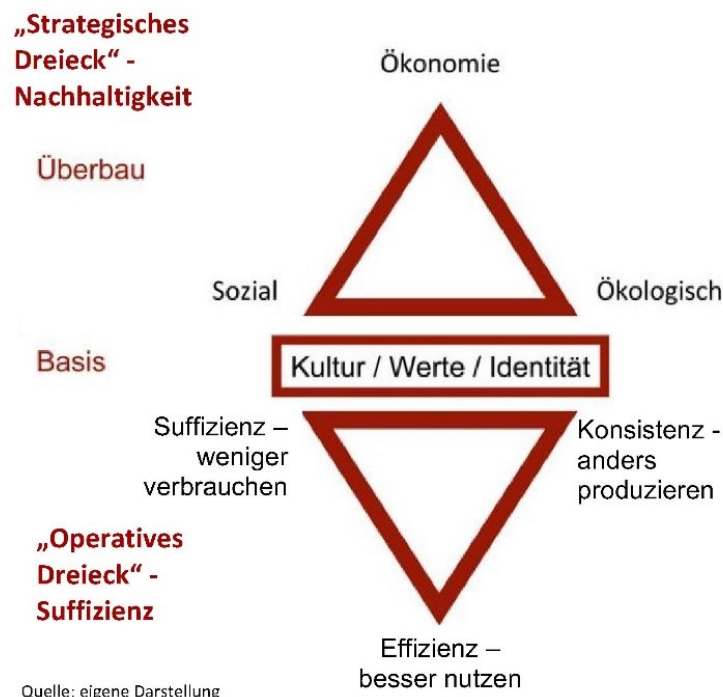 „Strategisches
Dreieck“ -
Nachhaltigkeit
Ökonomie
Überbau
Sozial
Ökologisch
Basis
Kultur / Werte / Identität
Suffizienz –
weniger
verbrauchen
Konsistenz -
anders
produzieren
„Operatives
Dreieck“ -
Suffizienz
Effizienz –
besser nutzen
Quelle: eigene Darstellung